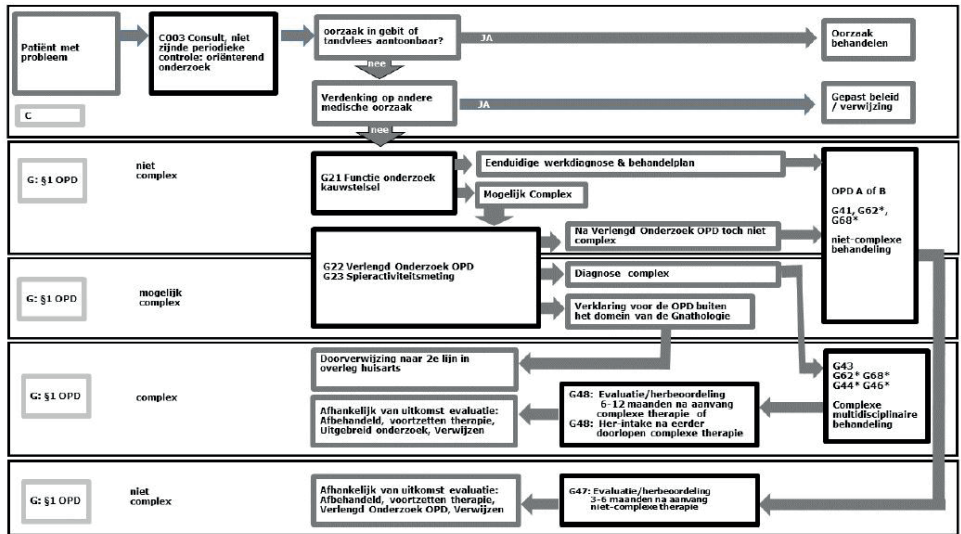 Patiënt met
probleem
C003 Consult, niet
zijnde periodieke
controle: oriënterend
onderzoek
oorzaak in gebit of
tandvlees aantoonbaar?
JA
Oorzaak
behandelen
nee
C
Verdenking op andere
medische oorzaak
JA
Gepast beleid
/ verwijzing
nee
G: §1 OPD
niet
complex
G21 Functie onderzoek
kauwstelsel
Eenduidige werkdiagnose & behandelplan
Mogelijk Complex
OPD A of B
G41, G62*,
G68*
niet-complexe
behandeling
Na Verlengd Onderzoek OPD toch niet
complex
G22 Verlengd Onderzoek OPD
G23 Spieractiviteitsmeting
G: §1 OPD
mogelijk
complex
Diagnose complex
Verklaring voor de OPD buiten
het domein van de Gnathologie
G: §1 OPD
complex
Doorverwijzing naar 2e lijn in
overleg huisarts
G43
G62* G68*
G44* G46*
Complexe
multidisciplinaire
behandeling
Afhankelijk van uitkomst evaluatie:
Afbehandeld, voortzetten therapie,
Uitgebreid onderzoek, Verwijzen
G48: Evaluatie/herbeoordeling
6-12 maanden na aanvang
complexe therapie of
G48: Her-intake na eerder
doorlopen complexe therapie
G: §1 OPD
niet
complex
Afhankelijk van uitkomst evaluatie:
Afbehandeld, voortzetten therapie,
Verlengd Onderzoek OPD, Verwijzen
G47: Evaluatie/herbeoordeling
3-6 maanden na aanvang
niet-complexe therapie